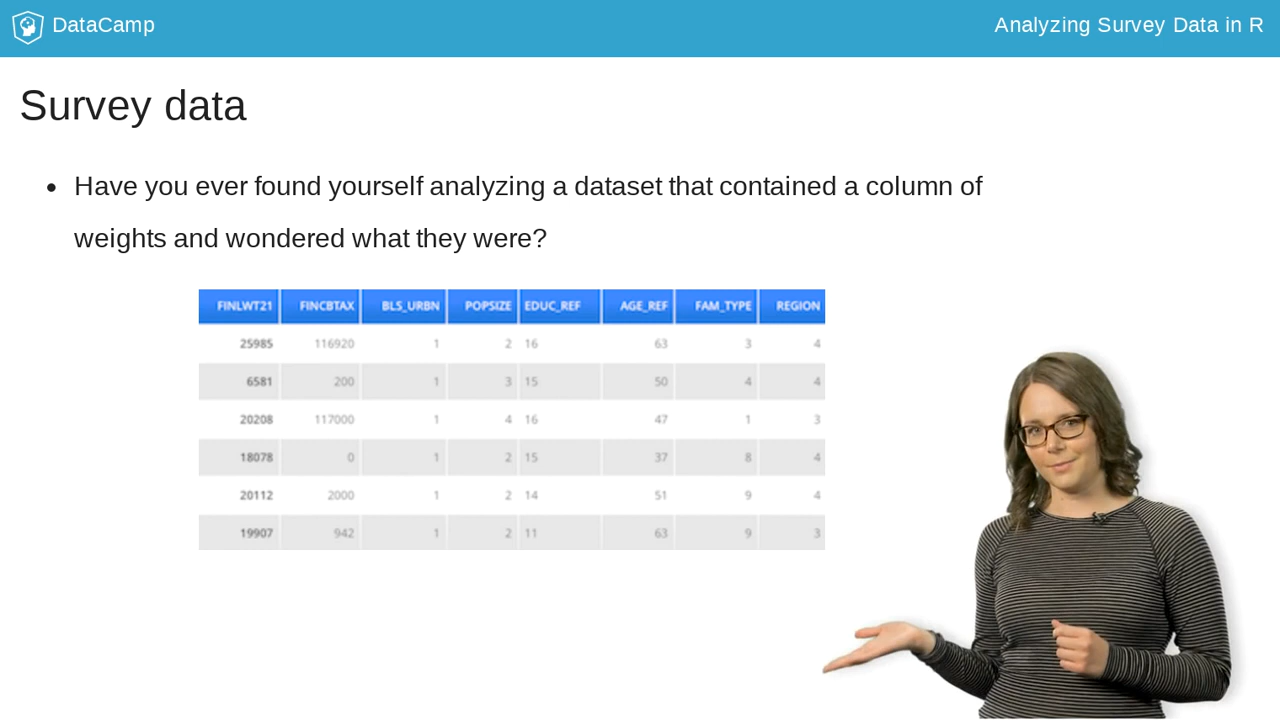 DataCamp
Analyzing Survey Data in R
Survey data
Have you ever found yourself analyzing a dataset that contained a column of
weights and wondered what they were?
FINLWT21 FINCBTAX BLS_URBN POPSIZE EDUC_REF AGE_REF FAM_TYPE REGION
25985 116920 1 2 16 63 3 4
6581 200 1 3 15 50 4 4
20208 117000 1 4 16 47 1 3
18078 0 1 2 15 37 8 4
20112 2000 1 2 14 51 9 4
19907 942 1 2 11 63 9 3